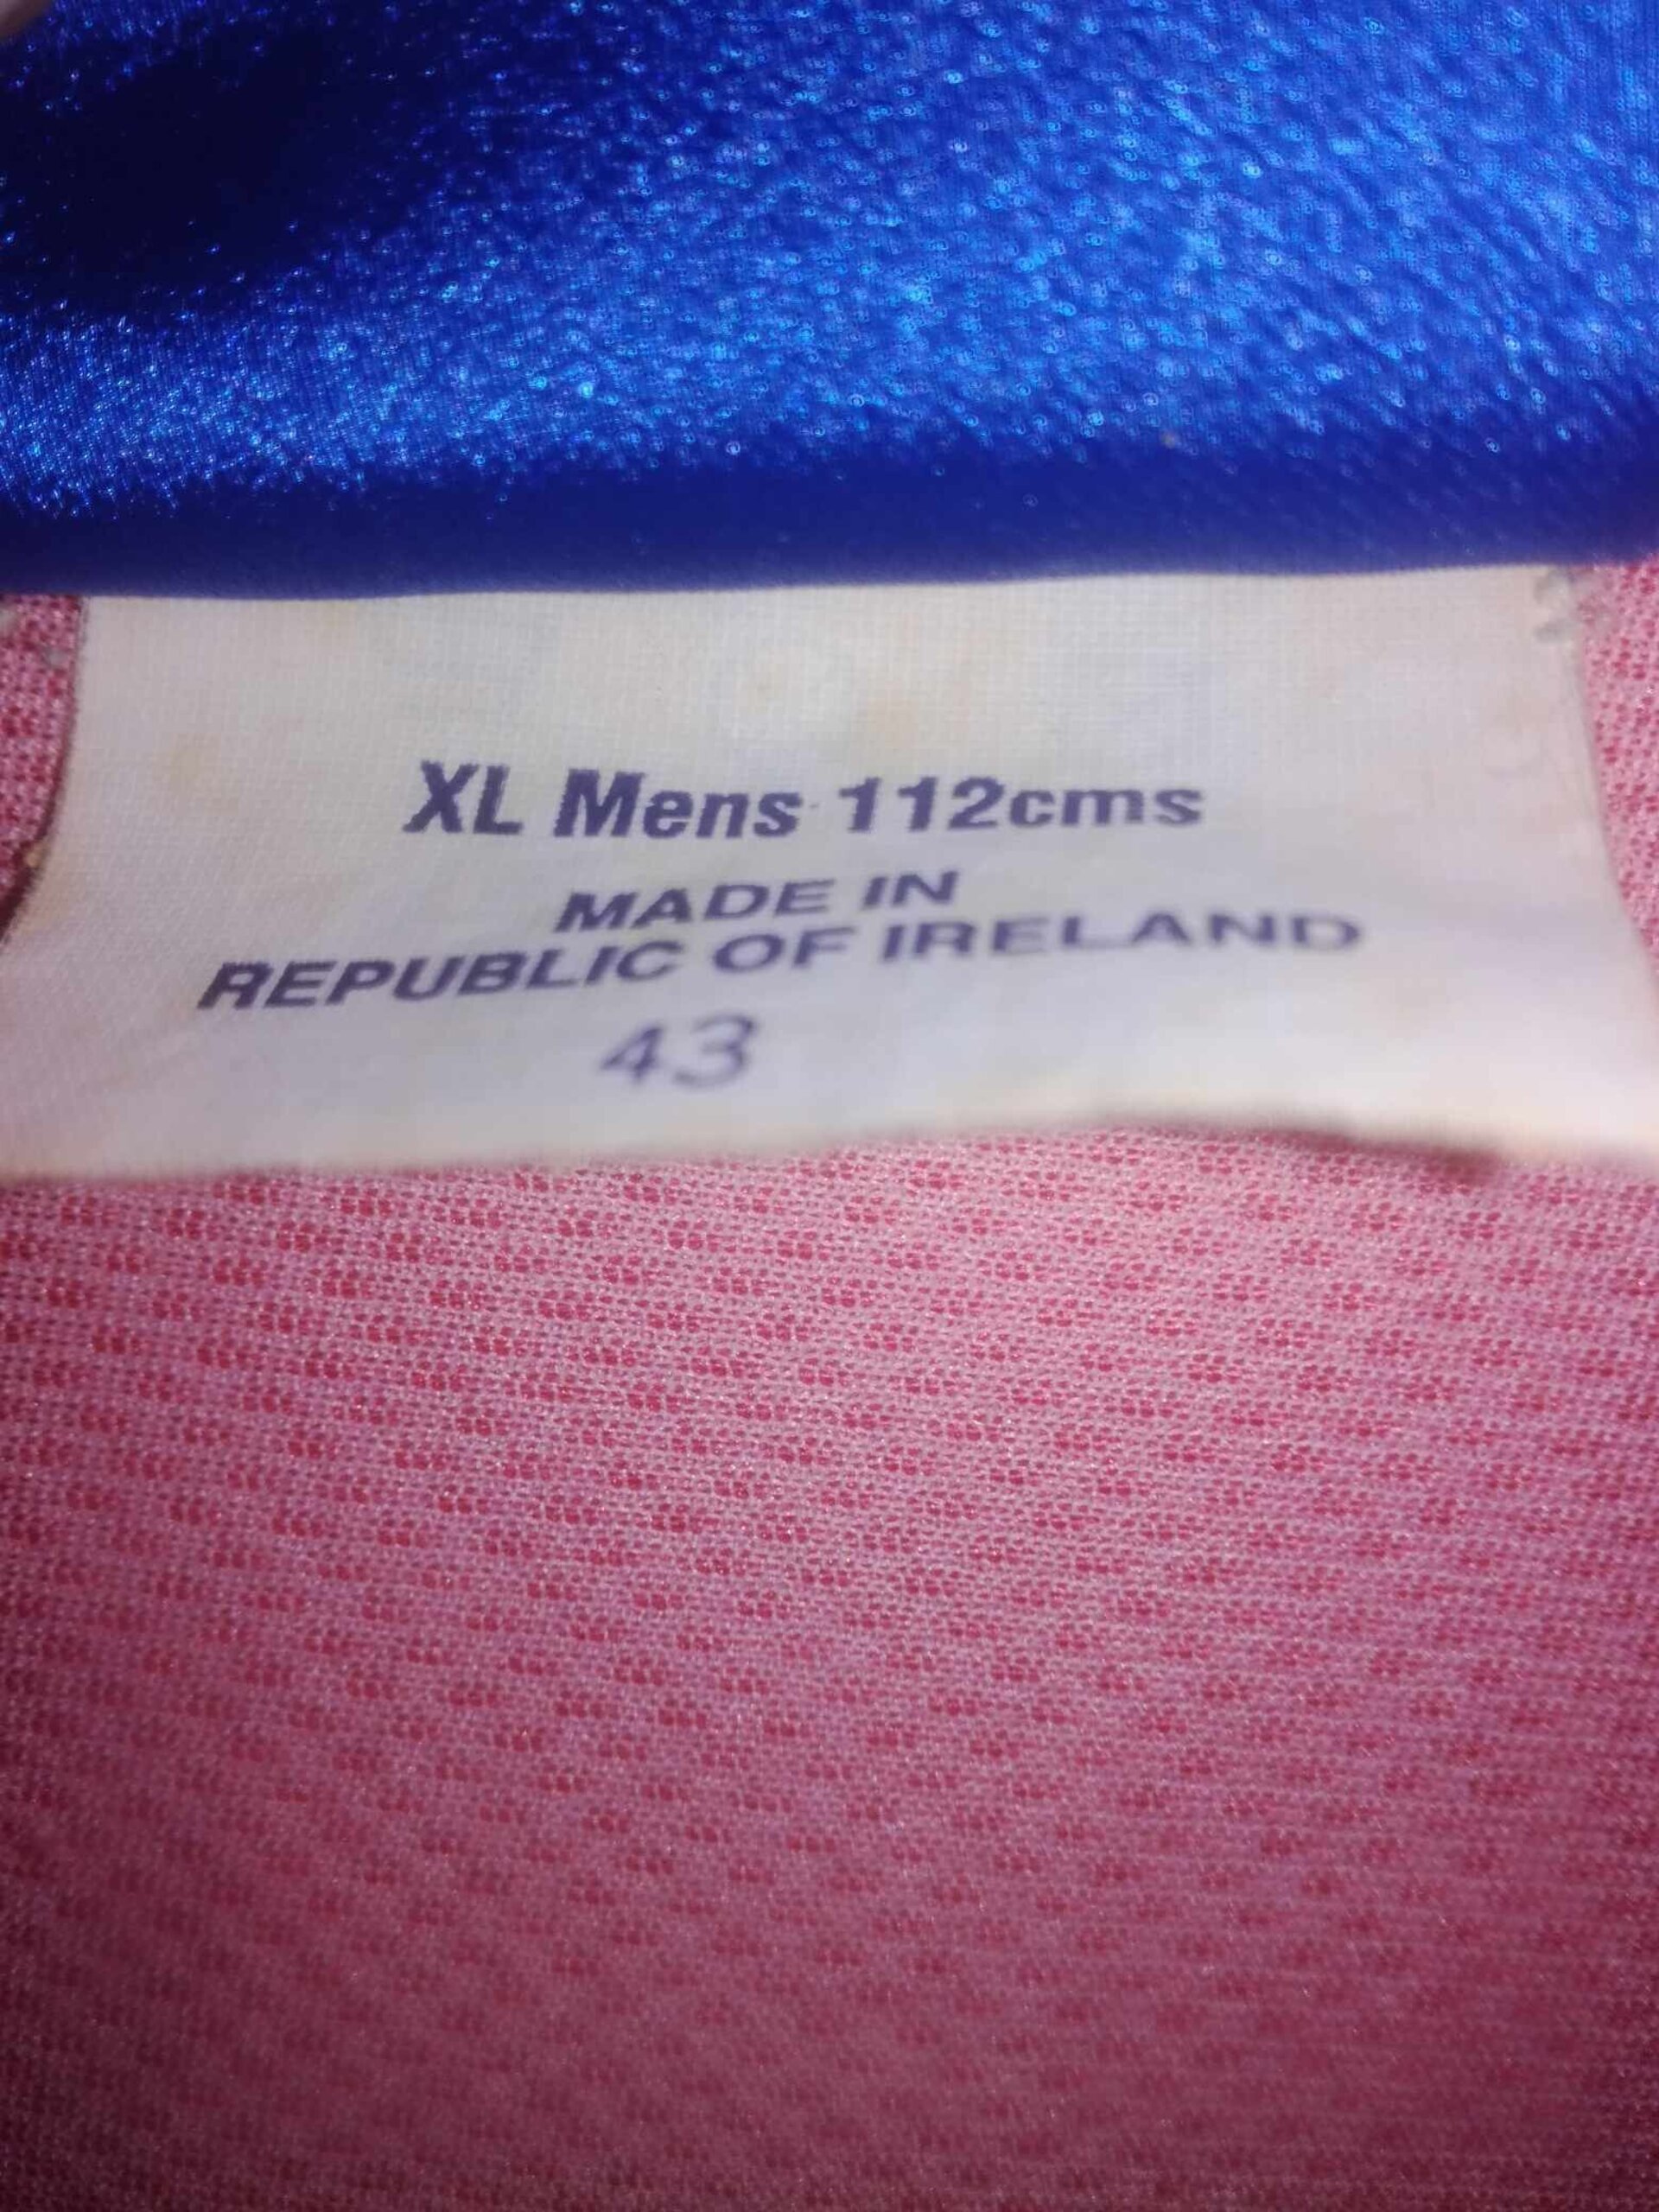 XL Mens 112cms
MADE IN
REPUBLIC OF IRELAND
43